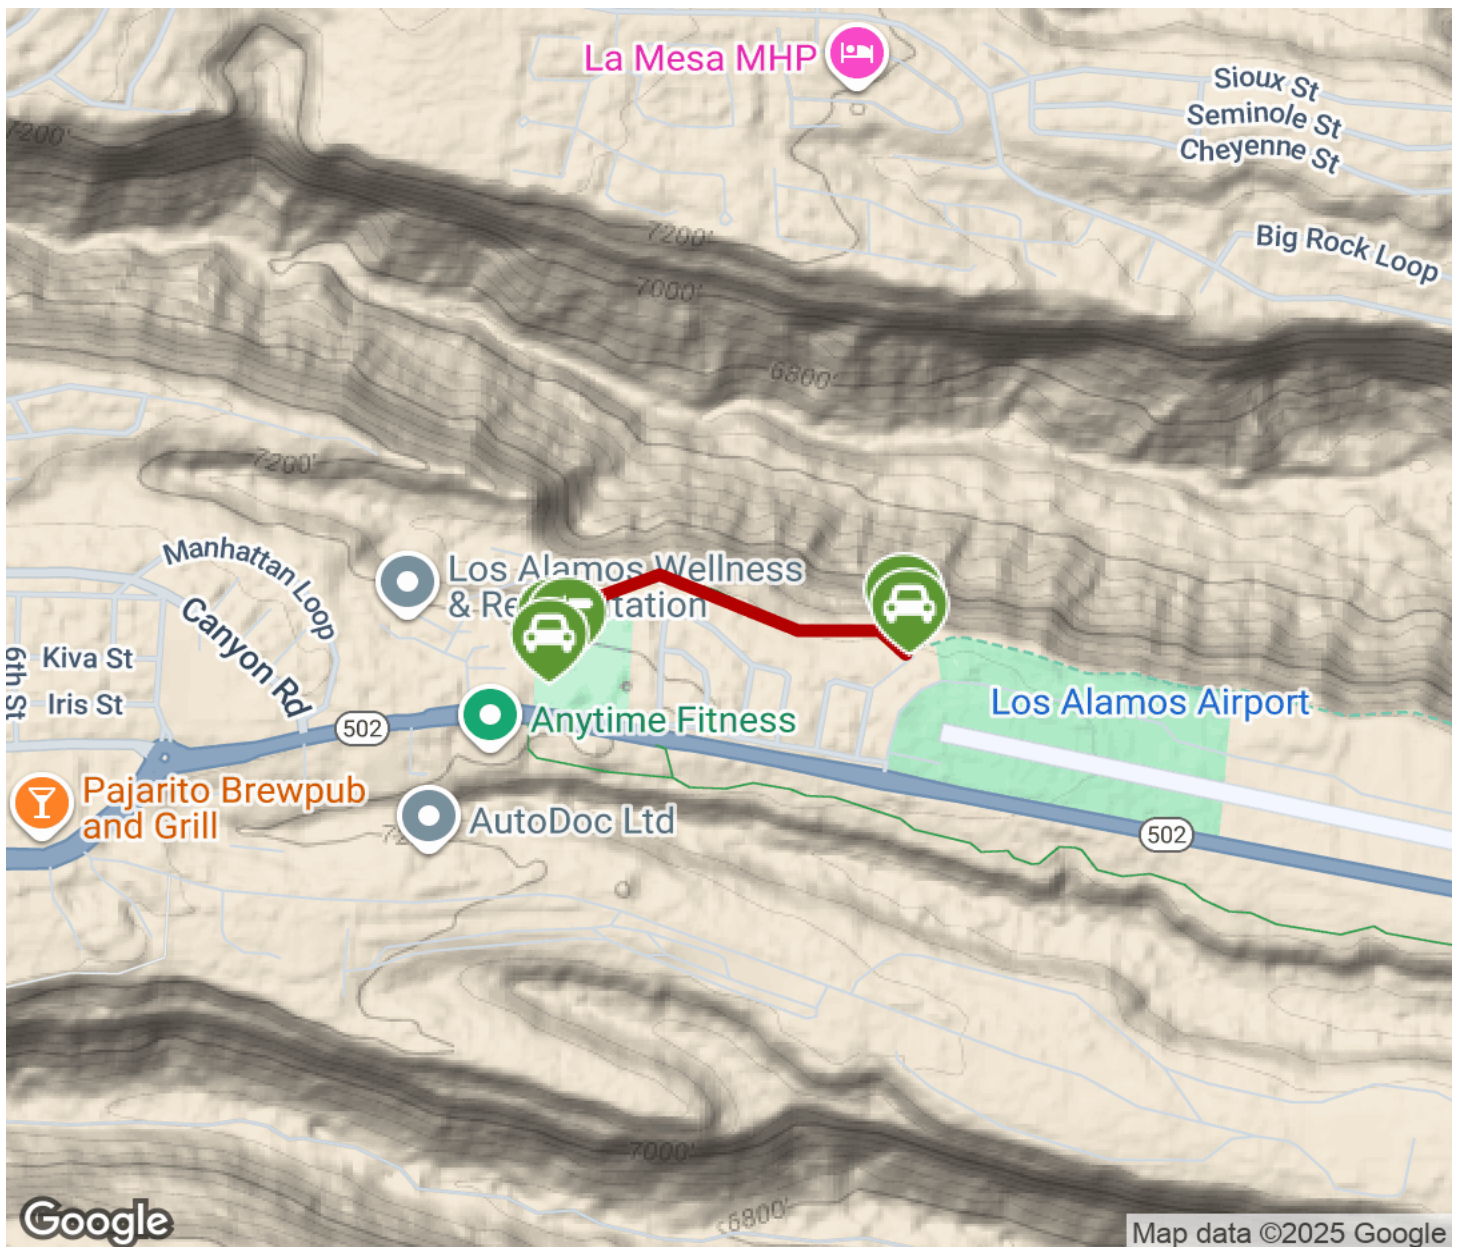 La Mesa MHP
Sioux St
Seminole St
Cheyenne St
7200'
Big Rock Loop
7200'
7000'
6800'
7200'
Manhattan Loop
Los Alamos Wellness
& Re tation
Canyon Rd
6th St
Kiva St
Iris St
Los Alamos Airport
502
Anytime Fitness
Pajarito Brewpub
and Grill
AutoDoc Ltd
502
7000'
6800'
Google
Map data ©2025 Google